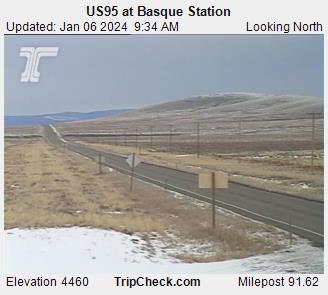 US95 at Basque Station
Updated: Jan 06 2024 9:34 AM Looking North
Elevation 4460 TripCheck.com Milepost 91.62